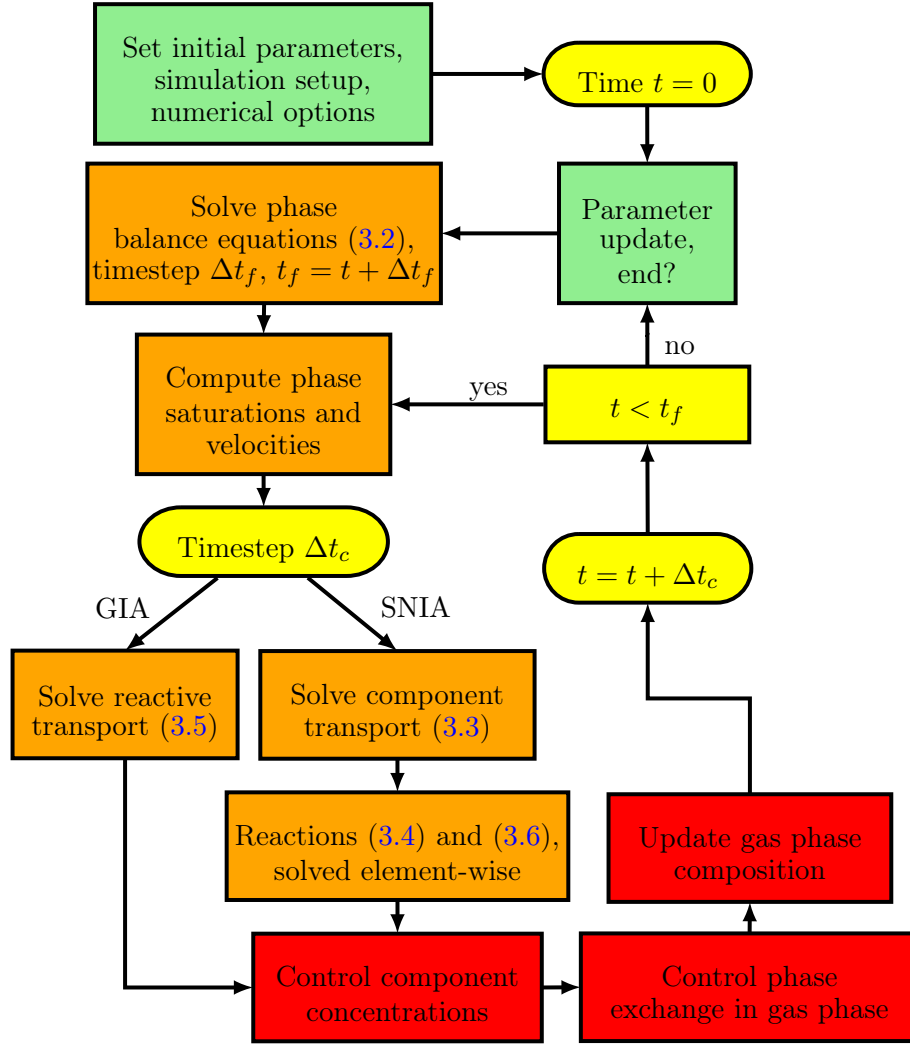 Set initial parameters,
simulation setup,
numerical options
Time t = 0
Solve phase
balance equations (3.2),
timestep Δt_f, t_f = t + Δt_f
Parameter
update,
end?
no
Compute phase
saturations and
velocities
yes
t < t_f
Timestep Δt_c
t = t + Δt_c
GIA
SNIA
Solve reactive
transport (3.5)
Solve component
transport (3.3)
Reactions (3.4) and (3.6),
solved element-wise
Update gas phase
composition
Control component
concentrations
Control phase
exchange in gas phase